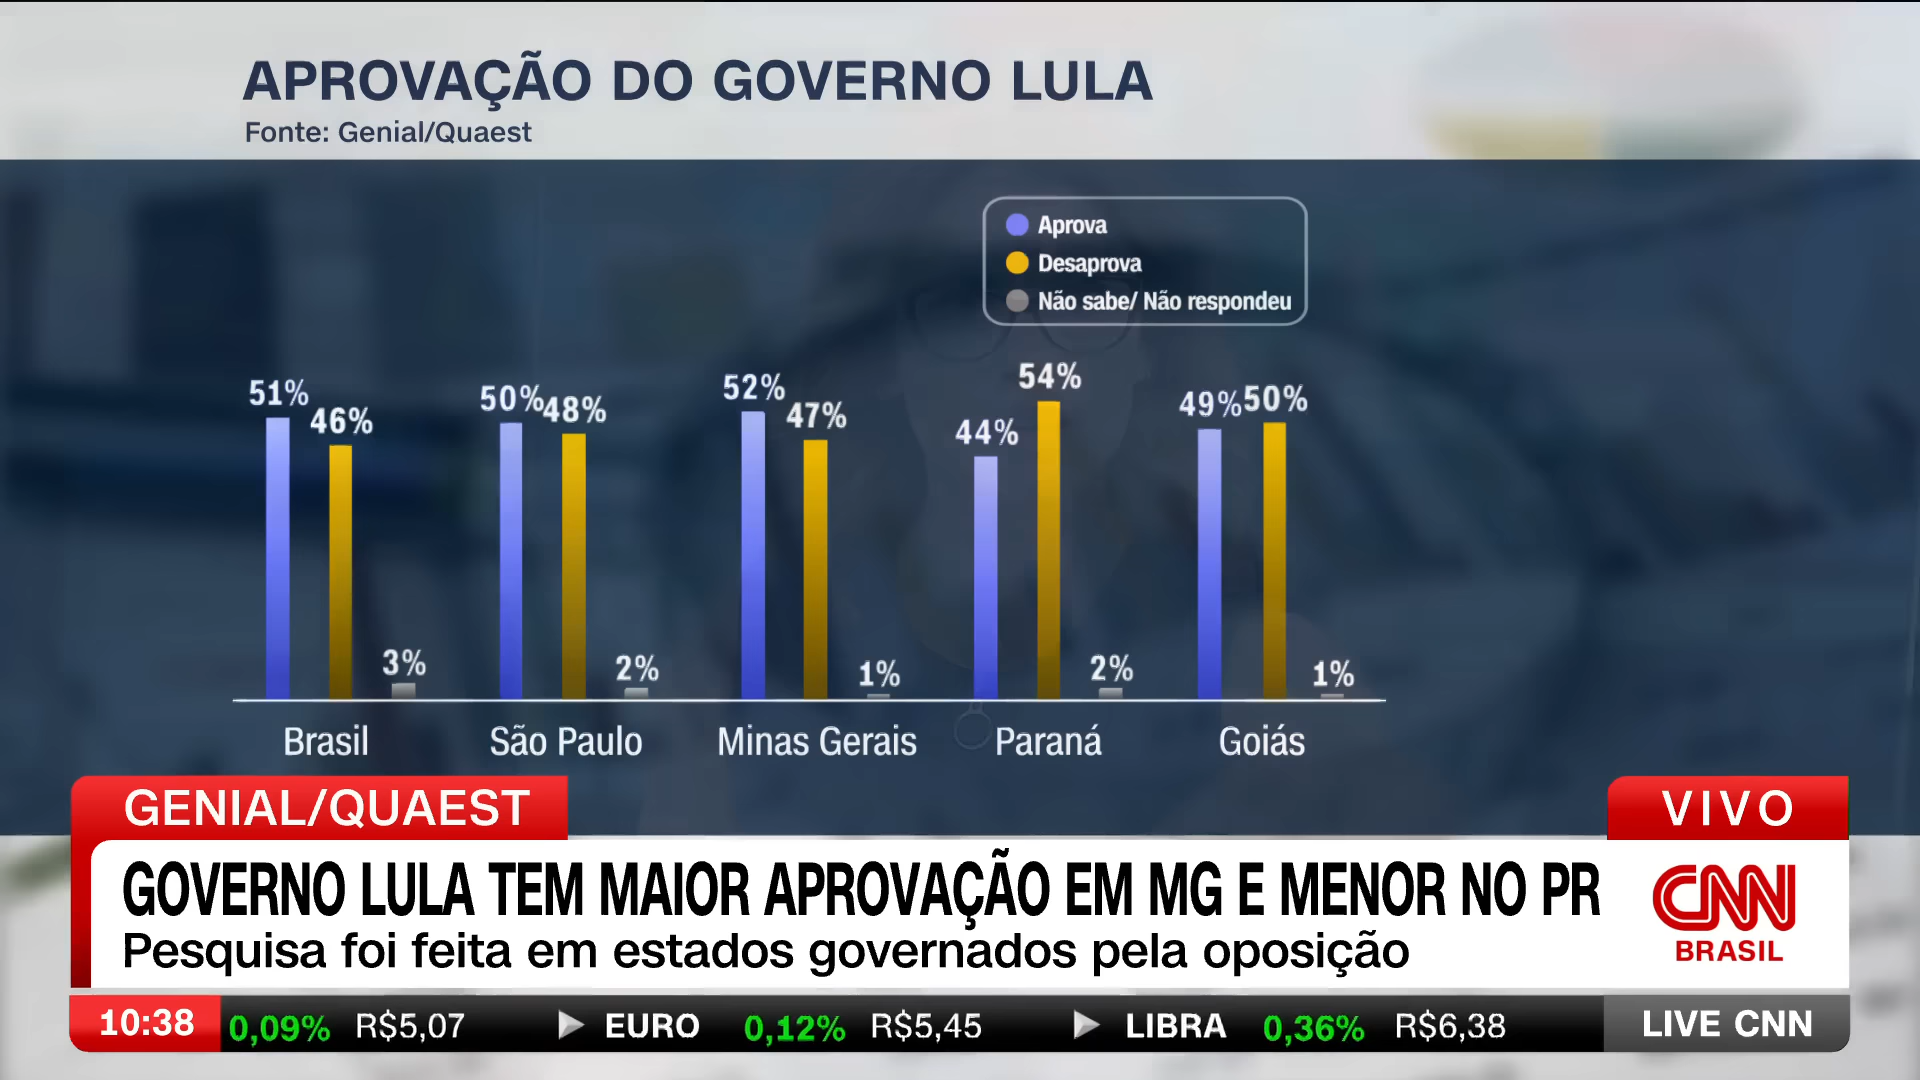 APROVAÇÃO DO GOVERNO LULA
Fonte: Genial/Quaest
Aprova
Desaprova
Não sabe/ Não respondeu
51% 46% 3%
50% 48% 2%
52% 47% 1%
44% 54% 2%
49% 50% 1%
Brasil São Paulo Minas Gerais Paraná Goiás
GENIAL/QUAEST
VIVO
GOVERNO LULA TEM MAIOR APROVAÇÃO EM MG E MENOR NO PR
Pesquisa foi feita em estados governados pela oposição
CNN
BRASIL
10:38 0,09% R$5,07 EURO 0,12% R$5,45 LIBRA 0,36% R$6,38 LIVE CNN